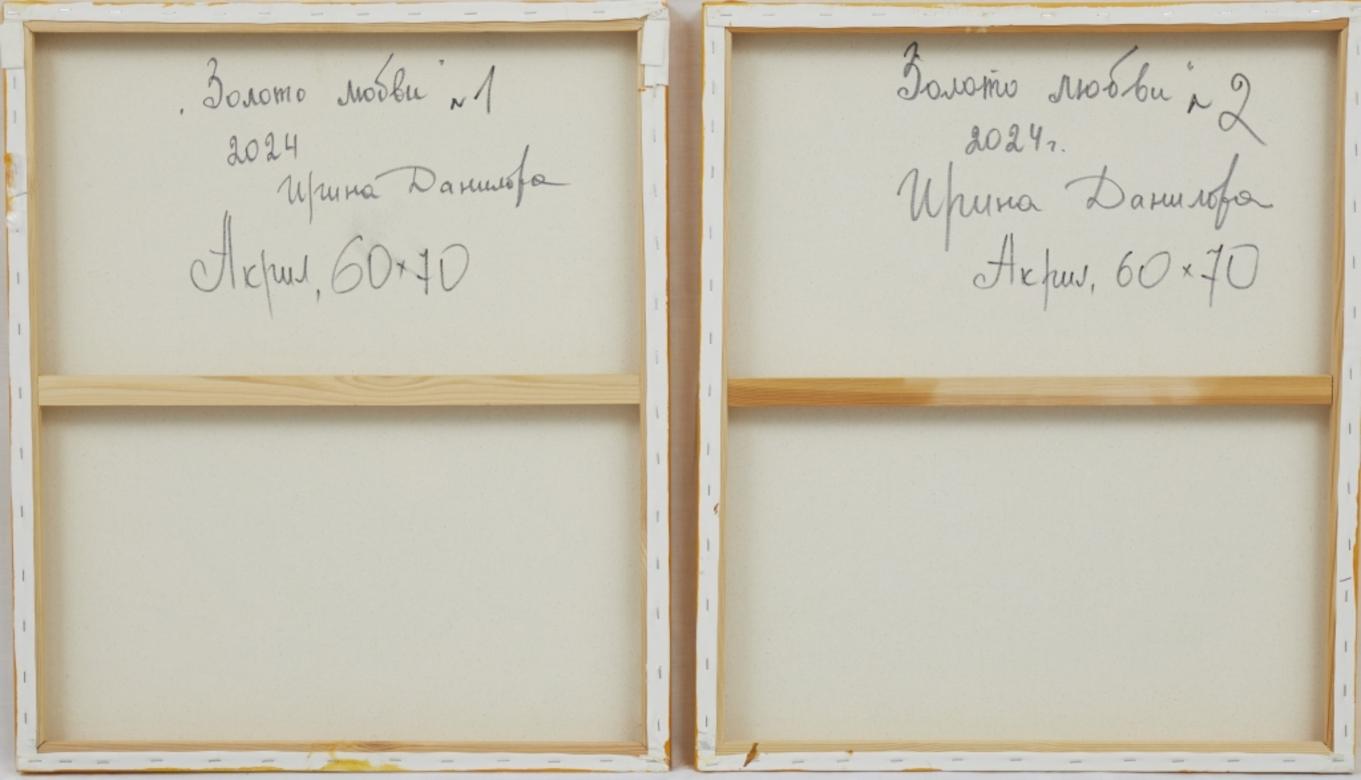 „Золото любви" №1
2024
Ирина Данилова
Акрил, 60×70
Золото любви" №2
2024г.
Ирина Данилова
Акрил, 60×70